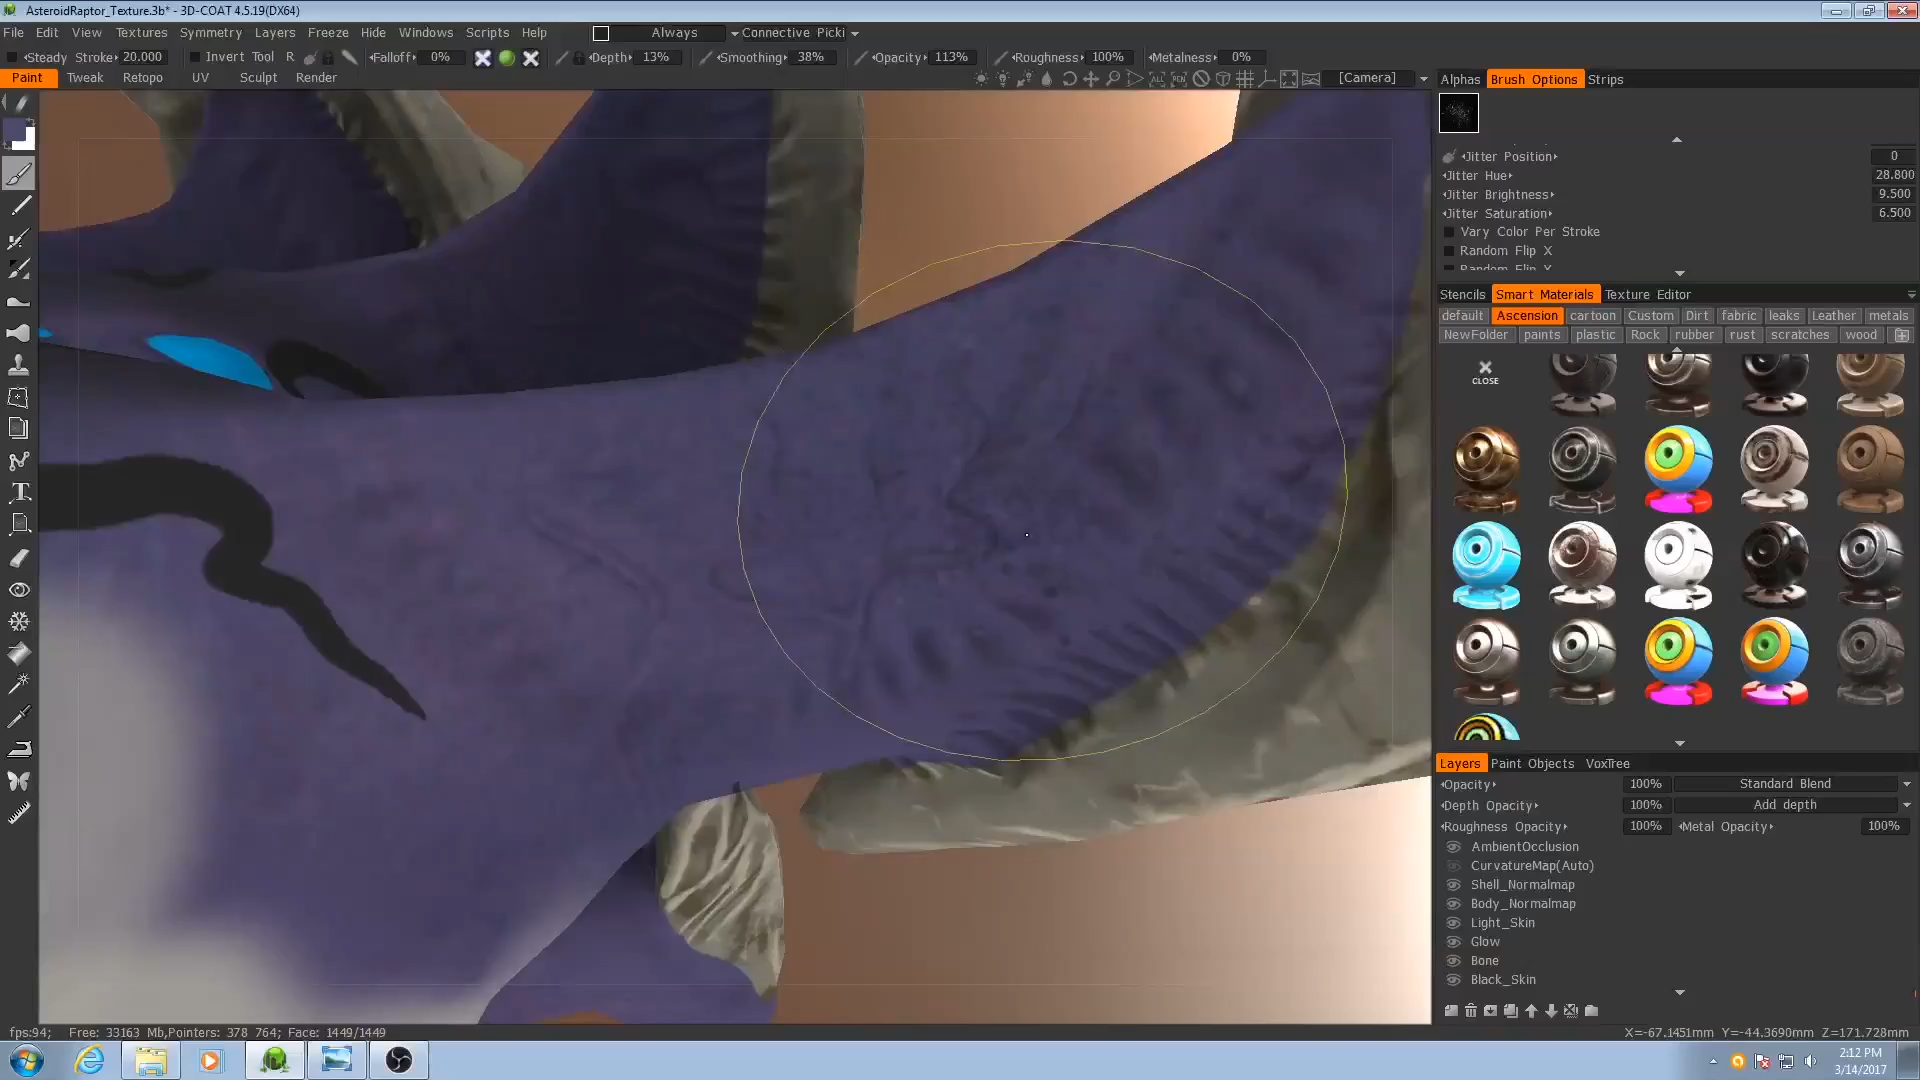 AsteroidRaptor_Texture.3b* - 3D-COAT 4.5.19(DX64)
File Edit View Textures Symmetry Layers Freeze Hide Windows Scripts Help Always Connective Picki
Steady Stroke 20.000 Invert Tool R Falloff 0% Depth 13% Smoothing 38% Opacity 113% Roughness 100% Metalness 0%
Paint Tweak Retopo UV Sculpt Render [Camera]
Alphas Brush Options Strips
Jitter Position 0
Jitter Hue 28.800
Jitter Brightness 9.500
Jitter Saturation 6.500
Vary Color Per Stroke
Random Flip X
Random Flip Y
Stencils Smart Materials Texture Editor
default Ascension cartoon Custom Dirt fabric leaks Leather metals
NewFolder paints plastic Rock rubber rust scratches wood
CLOSE
Layers Paint Objects VoxTree
Opacity 100% Standard Blend
Depth Opacity 100% Add depth
Roughness Opacity 100% Metal Opacity 100%
AmbientOcclusion
CurvatureMap(Auto)
Shell_Normalmap
Body_Normalmap
Light_Skin
Glow
Bone
Black_Skin
fps:94; Free: 33163 Mb,Pointers: 378 764; Face: 1449/1449 X=-67.1451mm Y=-44.3690mm Z=171.728mm
2:12 PM
3/14/2017